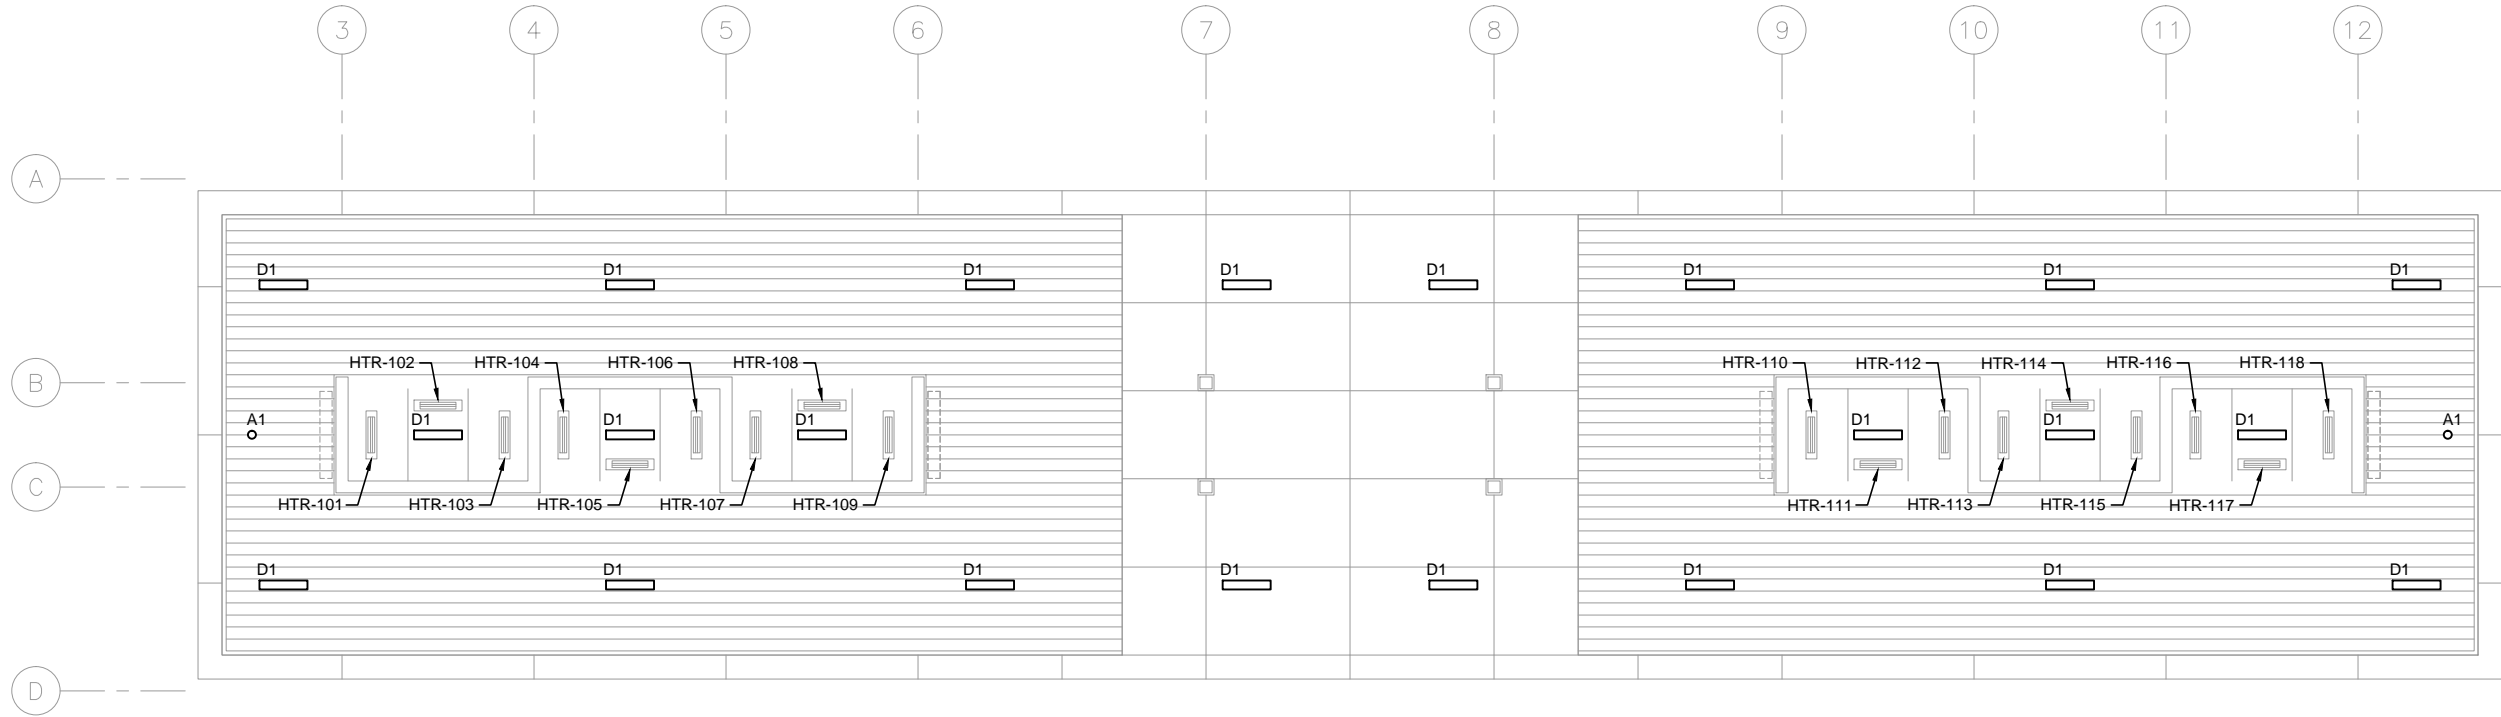 3 4 5 6 7 8 9 10 11 12
A
D1 D1 D1 D1 D1 D1 D1 D1
B
HTR-102 HTR-104 HTR-106 HTR-108 HTR-110 HTR-112 HTR-114 HTR-116 HTR-118
A1 D1 D1 D1 D1 D1 D1 A1
C
HTR-101 HTR-103 HTR-105 HTR-107 HTR-109 HTR-111 HTR-113 HTR-115 HTR-117
D1 D1 D1 D1 D1 D1 D1 D1
D